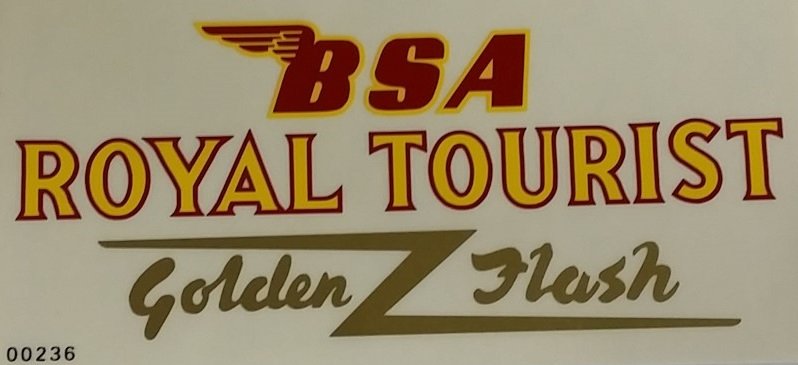 BSA
ROYAL TOURIST
Golden Flash
00236